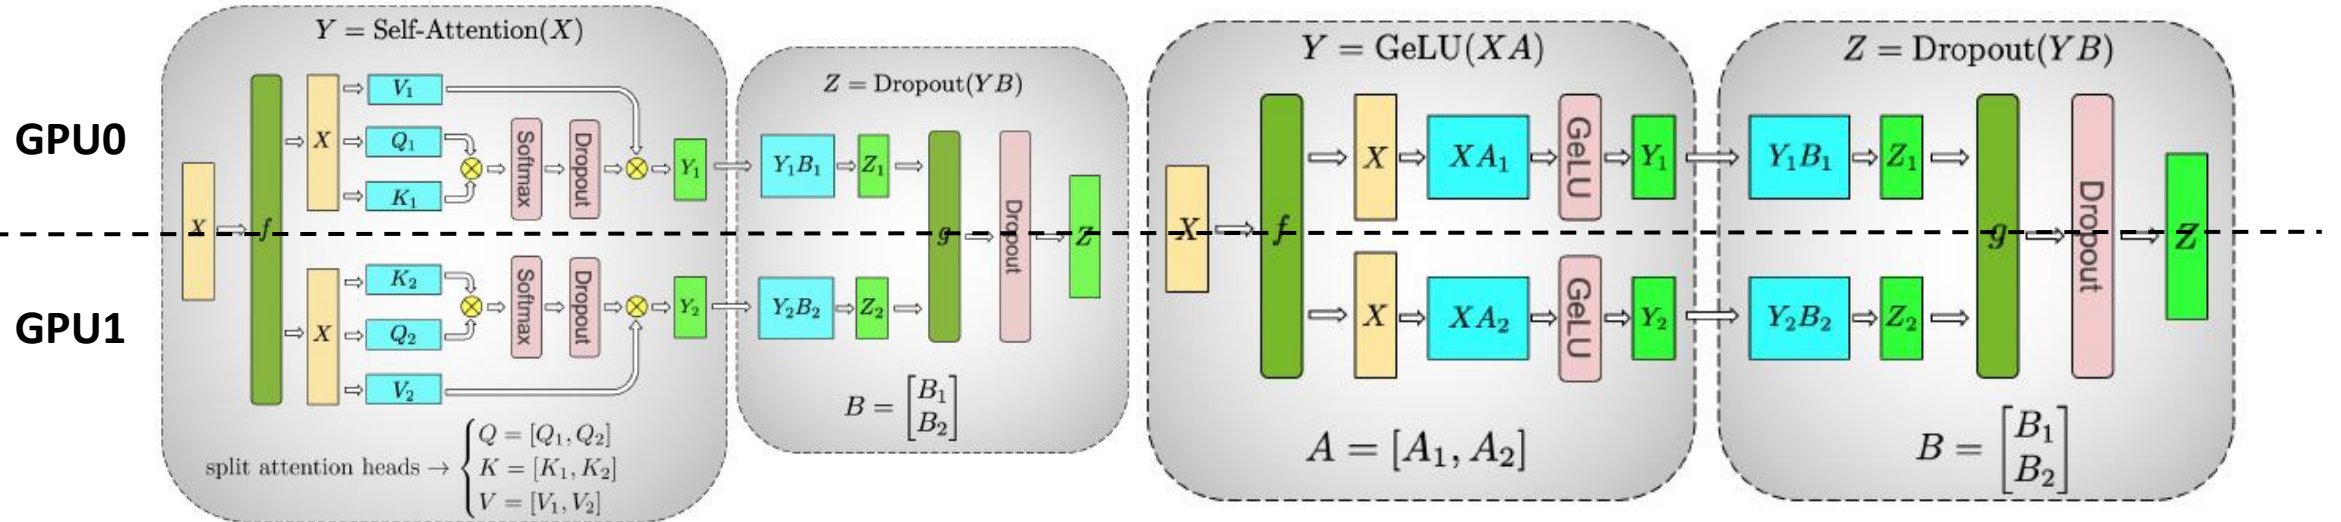 GPU0
GPU1
Y = Self-Attention(X)
X
f
X
V₁
Q₁
K₁
Softmax
Dropout
Y₁
X
K₂
Q₂
V₂
Softmax
Dropout
Y₂
split attention heads → { Q = [Q₁, Q₂]
K = [K₁, K₂]
V = [V₁, V₂]
Z = Dropout(YB)
Y₁B₁
Z₁
Y₂B₂
Z₂
g
Dropout
Z
B = [B₁
B₂]
Y = GeLU(XA)
X
f
X
XA₁
GeLU
Y₁
X
XA₂
GeLU
Y₂
A = [A₁, A₂]
Z = Dropout(YB)
Y₁B₁
Z₁
Y₂B₂
Z₂
g
Dropout
Z
B = [B₁
B₂]